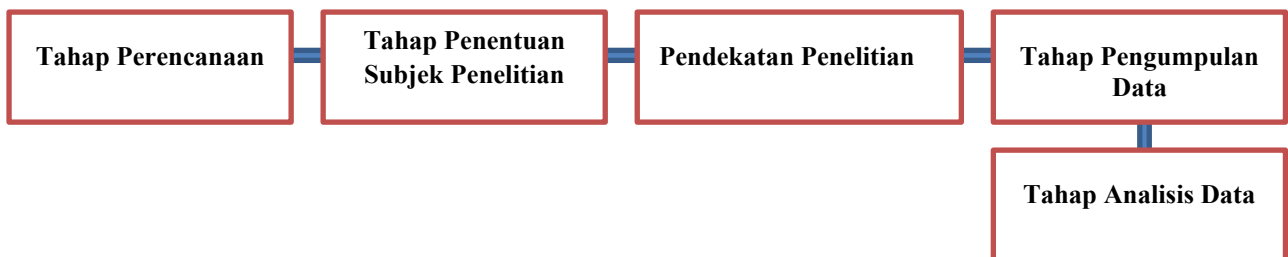 Tahap Perencanaan
Tahap Penentuan
Subjek Penelitian
Pendekatan Penelitian
Tahap Pengumpulan
Data
Tahap Analisis Data